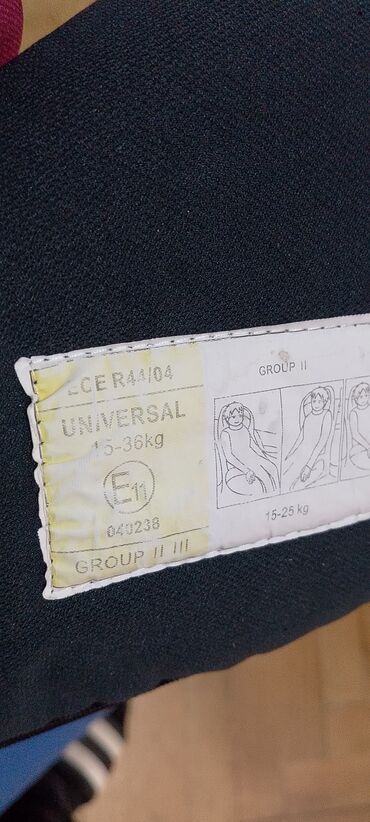 ECE R44/04
UNIVERSAL
15-36kg
E11
040238
GROUP II III
GROUP II
15-25 kg